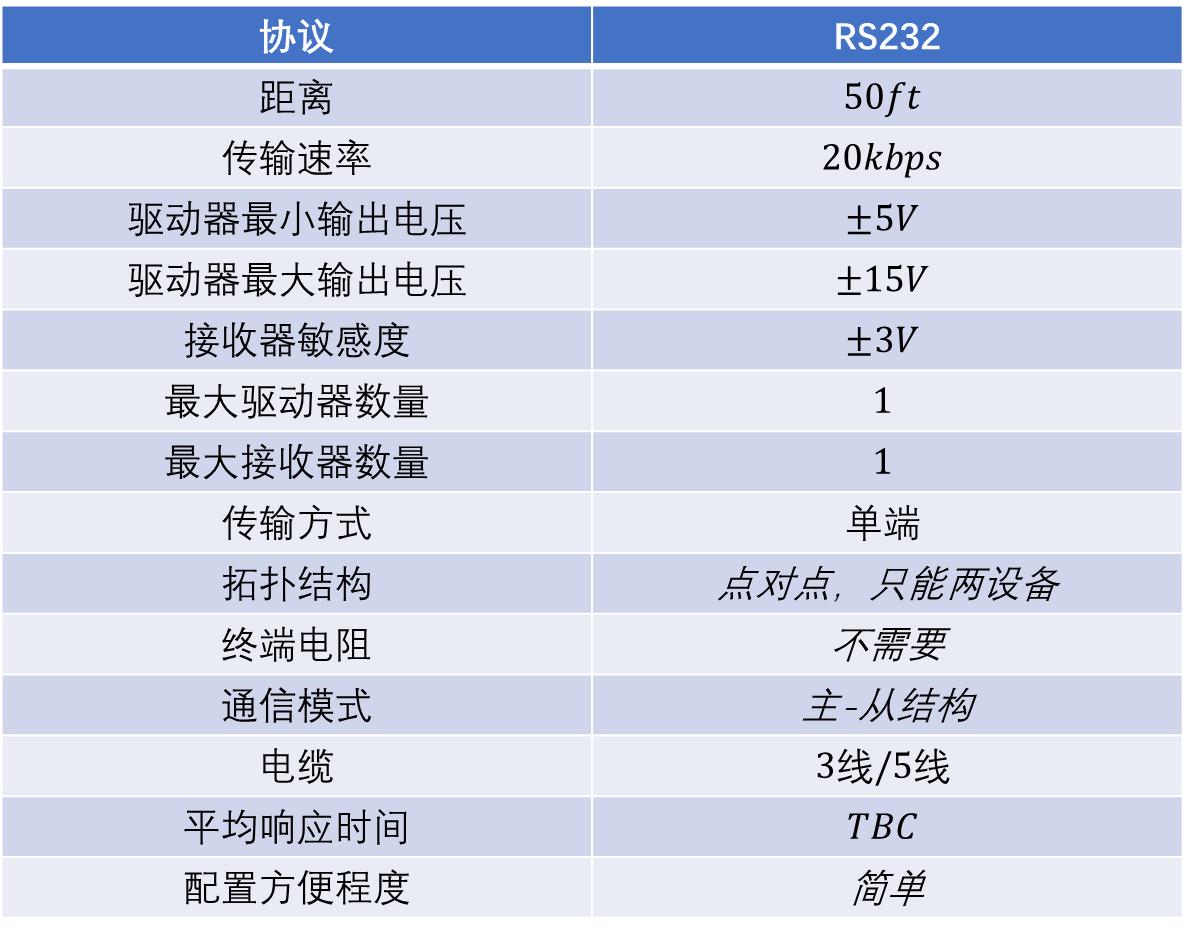 协议 RS232
距离 50ft
传输速率 20kbps
驱动器最小输出电压 ±5V
驱动器最大输出电压 ±15V
接收器敏感度 ±3V
最大驱动器数量 1
最大接收器数量 1
传输方式 单端
拓扑结构 点对点，只能两设备
终端电阻 不需要
通信模式 主-从结构
电缆 3线/5线
平均响应时间 TBC
配置方便程度 简单